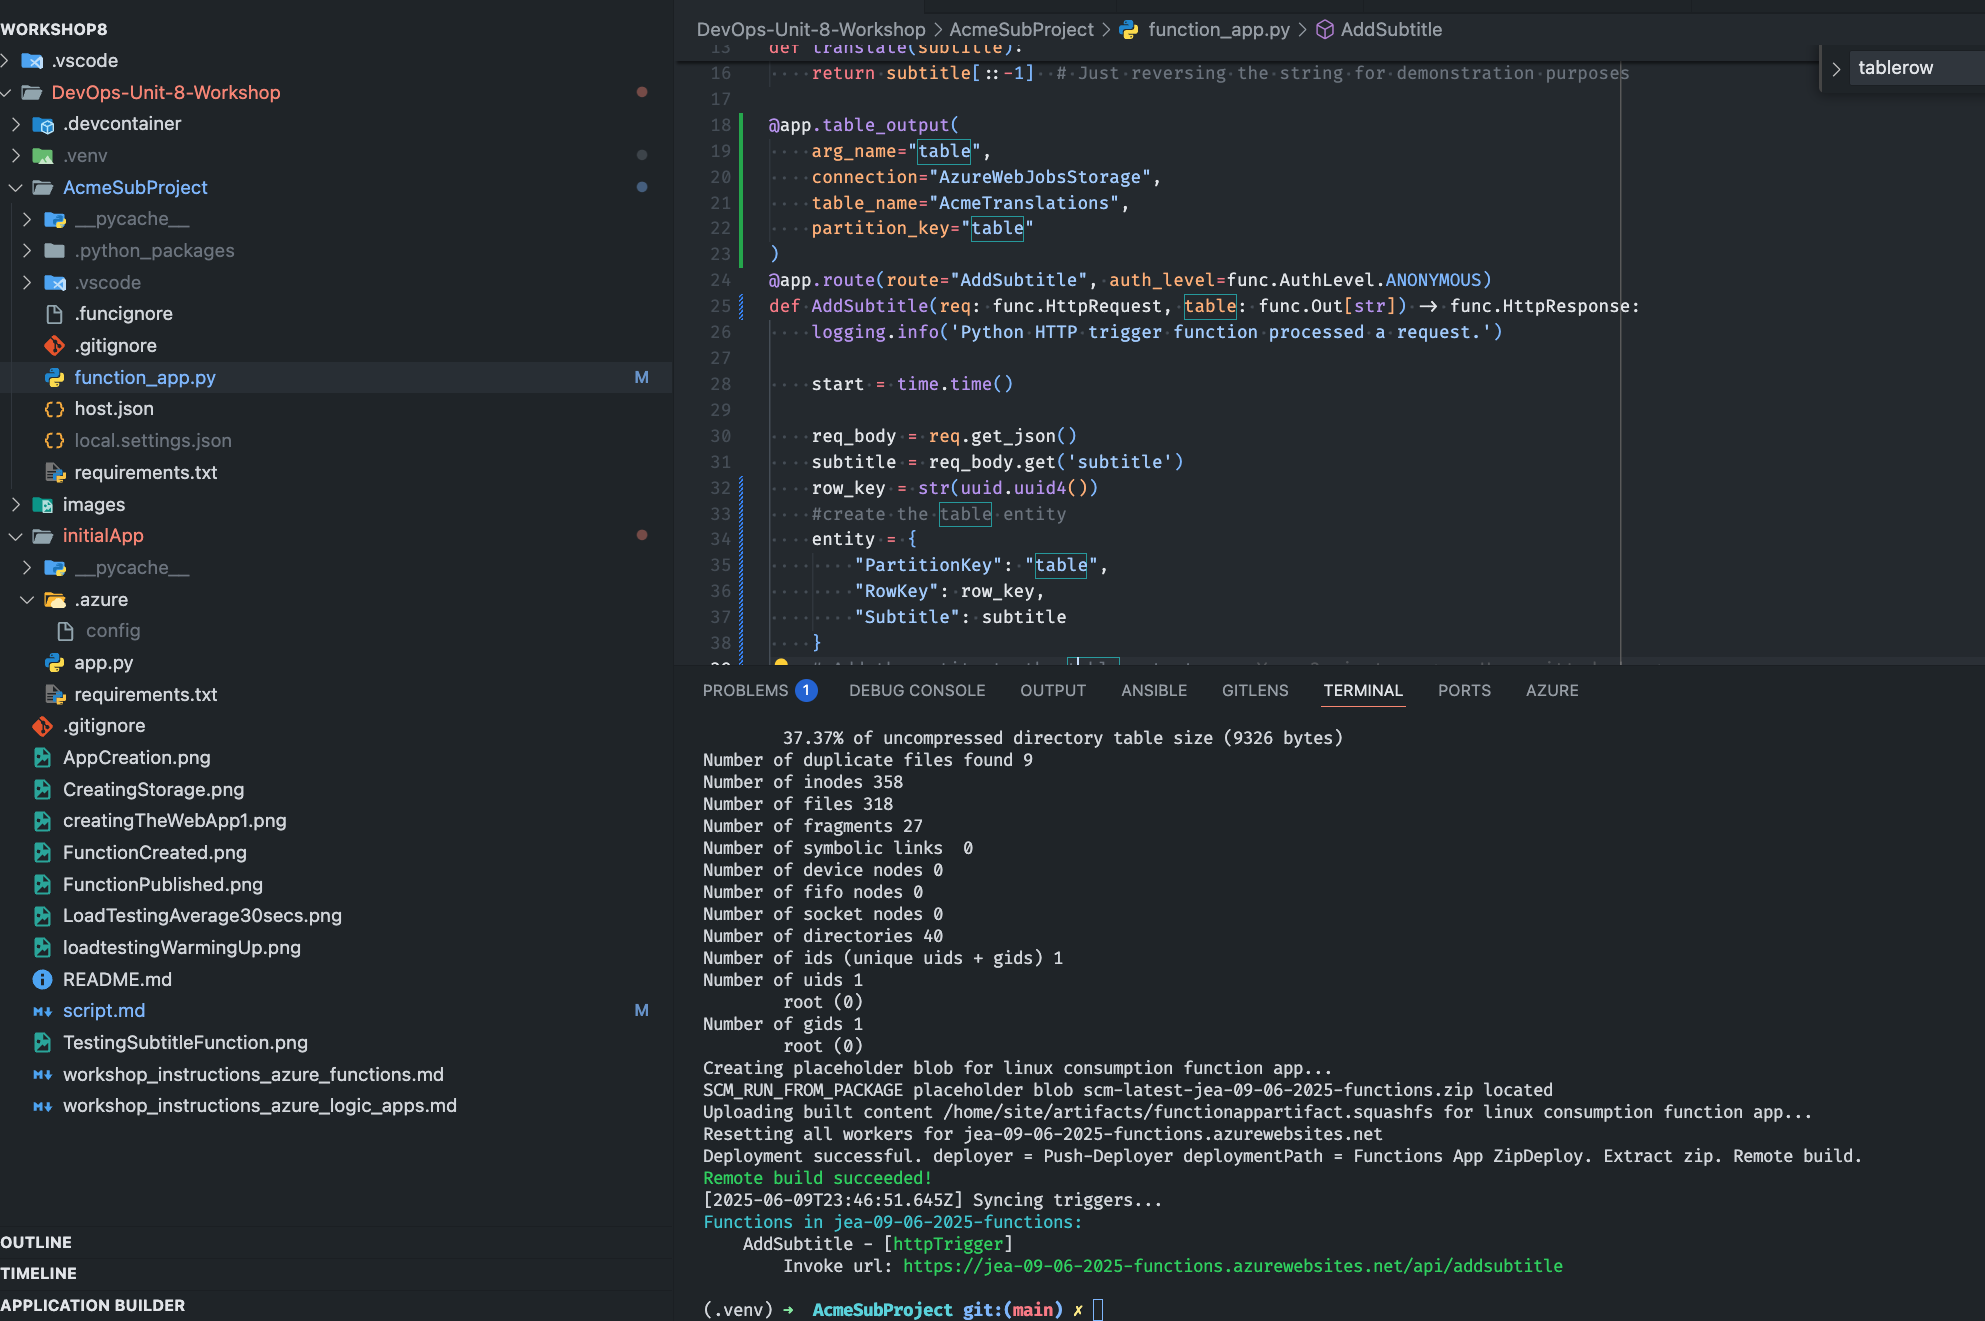 WORKSHOP8
.vscode
DevOps-Unit-8-Workshop
.devcontainer
.venv
AcmeSubProject
__pycache__
.python_packages
.vscode
.funcignore
.gitignore
function_app.py M
host.json
local.settings.json
requirements.txt
images
initialApp
__pycache__
.azure
config
app.py
requirements.txt
.gitignore
AppCreation.png
CreatingStorage.png
creatingTheWebApp1.png
FunctionCreated.png
FunctionPublished.png
LoadTestingAverage30secs.png
loadtestingWarmingUp.png
README.md
script.md M
TestingSubtitleFunction.png
workshop_instructions_azure_functions.md
workshop_instructions_azure_logic_apps.md
OUTLINE
TIMELINE
APPLICATION BUILDER
DevOps-Unit-8-Workshop > AcmeSubProject > function_app.py > AddSubtitle
tablerow
13 def translate(subtitle):
16 return subtitle[::-1] # Just reversing the string for demonstration purposes
17
18 @app.table_output(
19 arg_name="table",
20 connection="AzureWebJobsStorage",
21 table_name="AcmeTranslations",
22 partition_key="table"
23 )
24 @app.route(route="AddSubtitle", auth_level=func.AuthLevel.ANONYMOUS)
25 def AddSubtitle(req: func.HttpRequest, table: func.Out[str]) -> func.HttpResponse:
26 logging.info('Python HTTP trigger function processed a request.')
27
28 start = time.time()
29
30 req_body = req.get_json()
31 subtitle = req_body.get('subtitle')
32 row_key = str(uuid.uuid4())
33 #create the table entity
34 entity = {
35 "PartitionKey": "table",
36 "RowKey": row_key,
37 "Subtitle": subtitle
38 }
PROBLEMS 1 DEBUG CONSOLE OUTPUT ANSIBLE GITLENS TERMINAL PORTS AZURE
37.37% of uncompressed directory table size (9326 bytes)
Number of duplicate files found 9
Number of inodes 358
Number of files 318
Number of fragments 27
Number of symbolic links 0
Number of device nodes 0
Number of fifo nodes 0
Number of socket nodes 0
Number of directories 40
Number of ids (unique uids + gids) 1
Number of uids 1
root (0)
Number of gids 1
root (0)
Creating placeholder blob for linux consumption function app...
SCM_RUN_FROM_PACKAGE placeholder blob scm-latest-jea-09-06-2025-functions.zip located
Uploading built content /home/site/artifacts/functionappartifact.squashfs for linux consumption function app...
Resetting all workers for jea-09-06-2025-functions.azurewebsites.net
Deployment successful. deployer = Push-Deployer deploymentPath = Functions App ZipDeploy. Extract zip. Remote build.
Remote build succeeded!
[2025-06-09T23:46:51.645Z] Syncing triggers...
Functions in jea-09-06-2025-functions:
AddSubtitle - [httpTrigger]
Invoke url: https://jea-09-06-2025-functions.azurewebsites.net/api/addsubtitle
(.venv) → AcmeSubProject git:(main) ✗